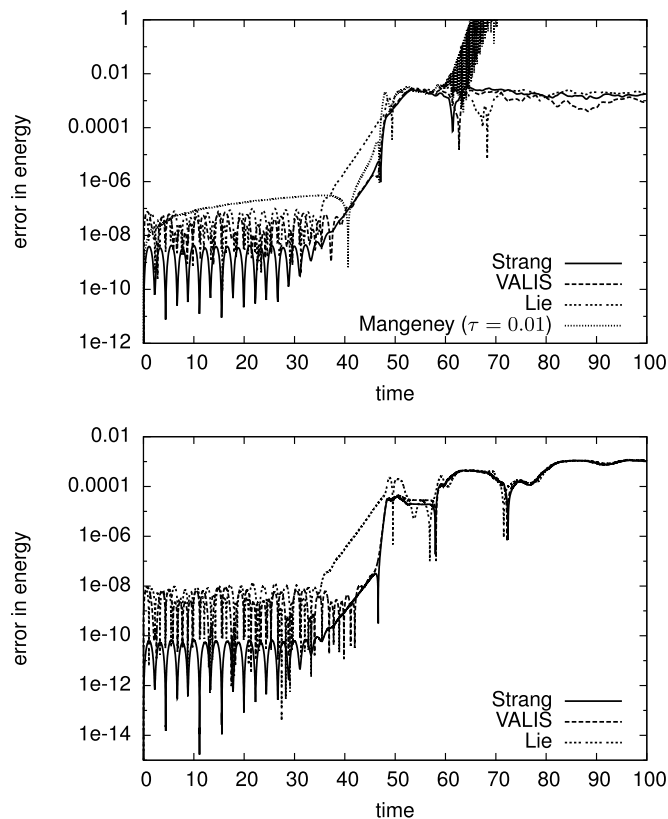 1
0.01
0.0001
1e-06
1e-08
1e-10
1e-12
error in energy
Strang
VALIS
Lie
Mangeney (τ = 0.01)
0 10 20 30 40 50 60 70 80 90 100
time
0.01
0.0001
1e-06
1e-08
1e-10
1e-12
1e-14
error in energy
Strang
VALIS
Lie
0 10 20 30 40 50 60 70 80 90 100
time